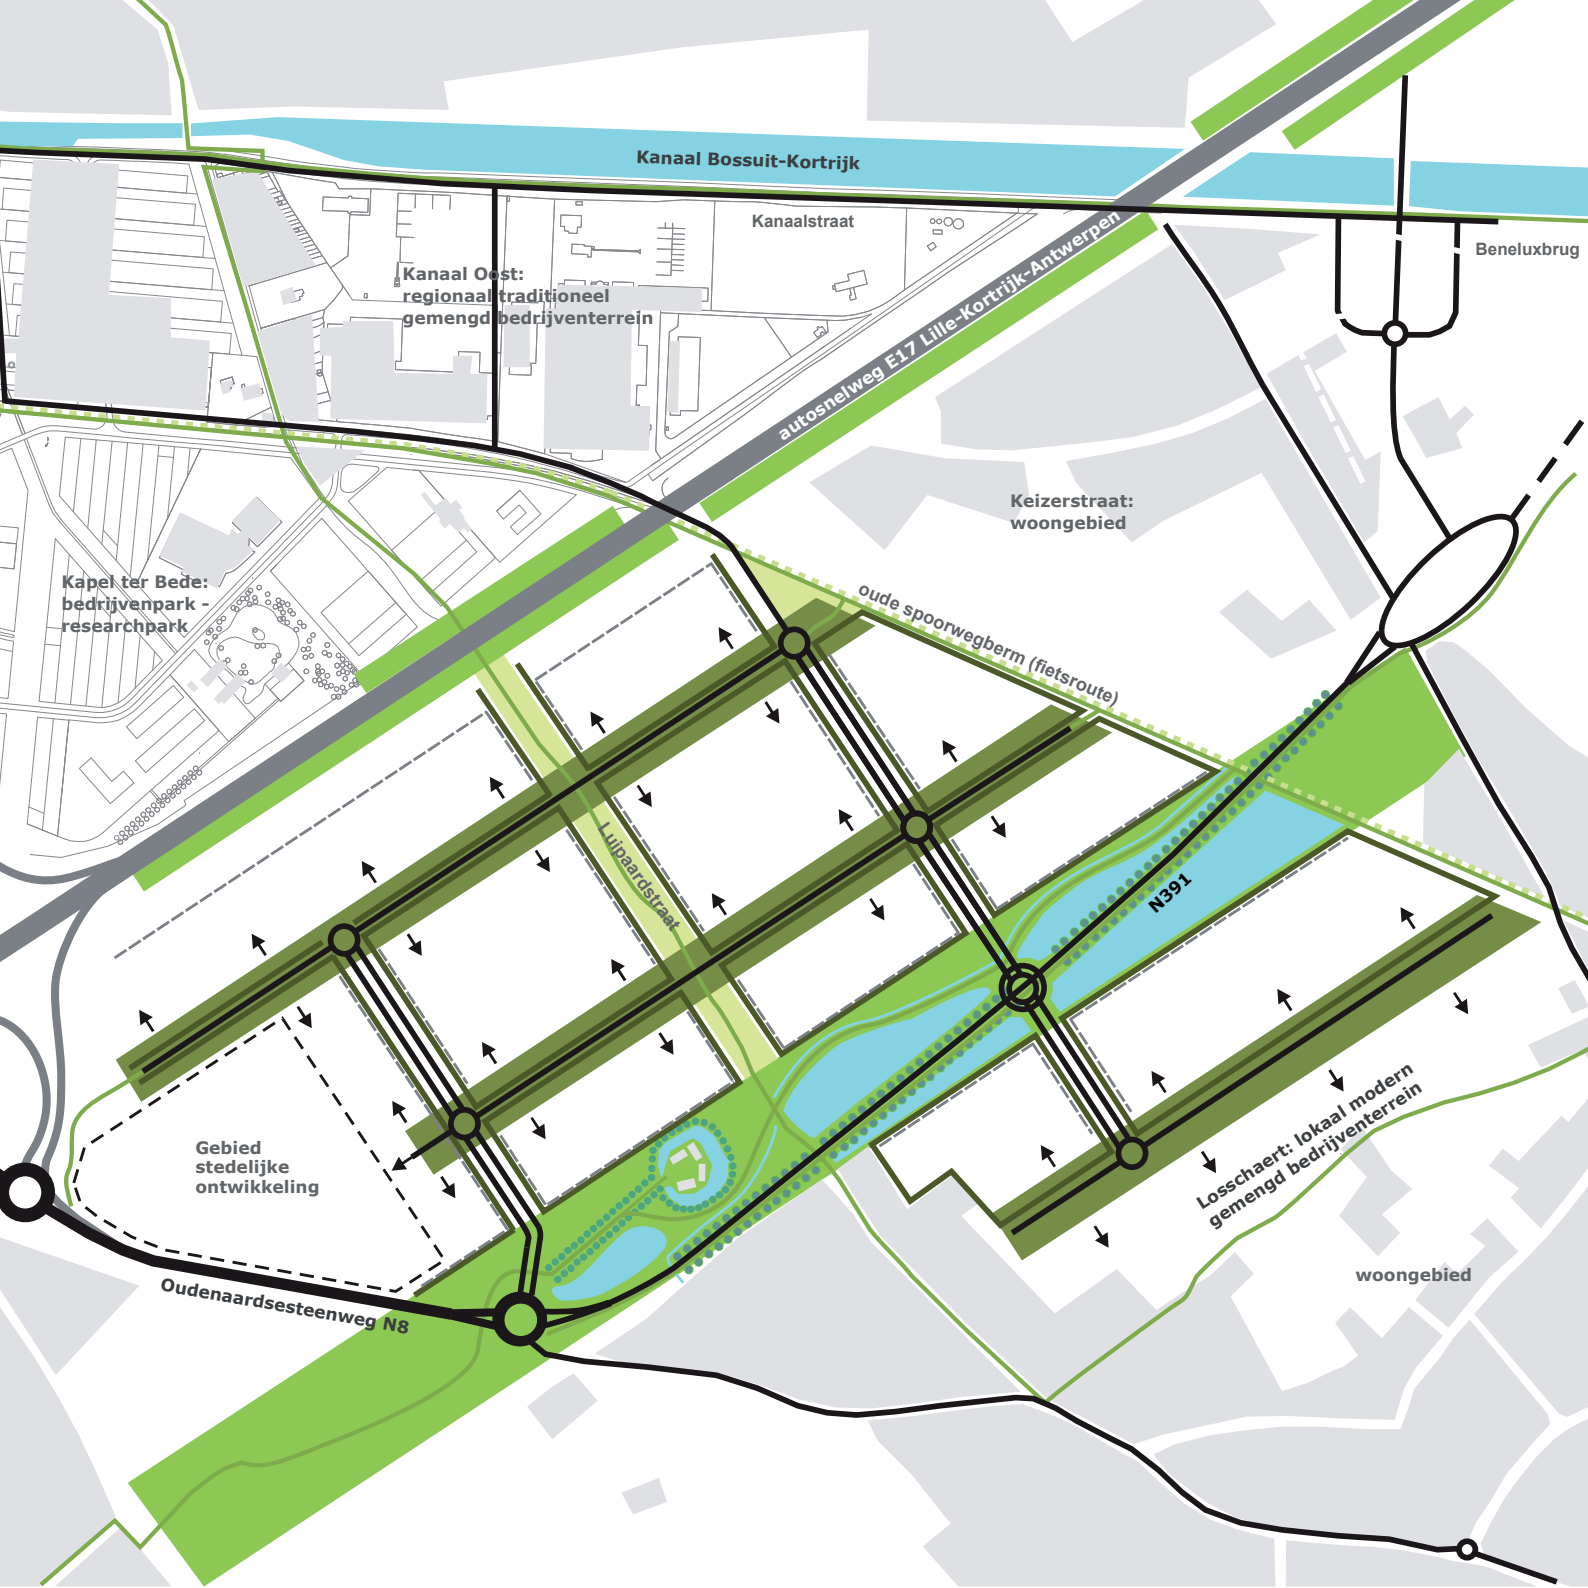 Kanaal Bossuit-Kortrijk
Kanaalstraat
Beneluxbrug
Kanaal Oost:
regionaal traditioneel
gemengd bedrijventerrein
autosnelweg E17 Lille-Kortrijk-Antwerpen
Keizerstraat:
woongebied
Kapel ter Bede:
bedrijvenpark -
researchpark
oude spoorwegberm (fietsroute)
Luipaardstraat
N391
Gebied
stedelijke
ontwikkeling
Losschaert: lokaal modern
gemengd bedrijventerrein
woongebied
Oudenaardsesteenweg N8